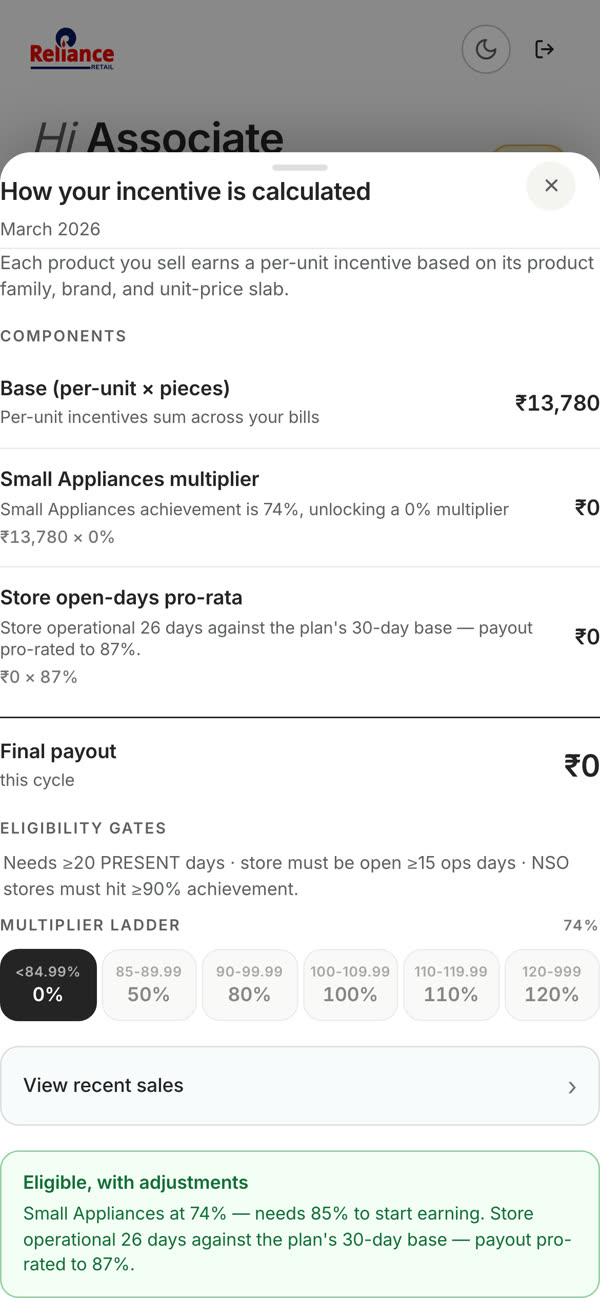 Reliance
RETAIL
Hi Associate
How your incentive is calculated
March 2026
Each product you sell earns a per-unit incentive based on its product
family, brand, and unit-price slab.
COMPONENTS
Base (per-unit × pieces)
Per-unit incentives sum across your bills
₹13,780
Small Appliances multiplier
Small Appliances achievement is 74%, unlocking a 0% multiplier
₹13,780 × 0%
₹0
Store open-days pro-rata
Store operational 26 days against the plan's 30-day base — payout
pro-rated to 87%.
₹0 × 87%
₹0
Final payout
this cycle
₹0
ELIGIBILITY GATES
Needs ≥20 PRESENT days · store must be open ≥15 ops days · NSO
stores must hit ≥90% achievement.
MULTIPLIER LADDER 74%
<84.99% 85-89.99 90-99.99 100-109.99 110-119.99 120-999
0% 50% 80% 100% 110% 120%
View recent sales
Eligible, with adjustments
Small Appliances at 74% — needs 85% to start earning. Store
operational 26 days against the plan's 30-day base — payout pro-
rated to 87%.